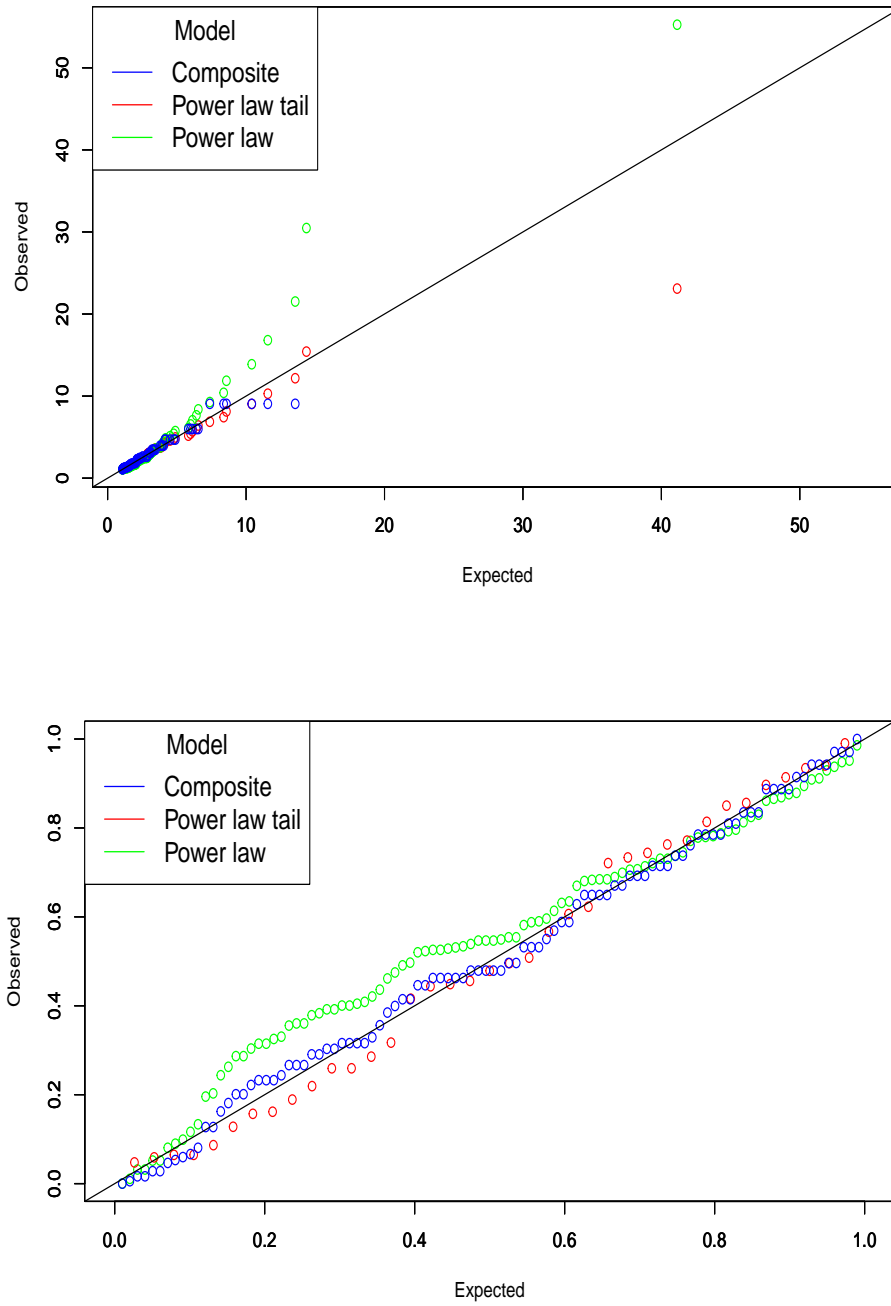 Model
Composite
Power law tail
Power law
50
40
30
20
10
0
Observed
0 10 20 30 40 50
Expected
Model
Composite
Power law tail
Power law
1.0
0.8
0.6
0.4
0.2
0.0
Observed
0.0 0.2 0.4 0.6 0.8 1.0
Expected